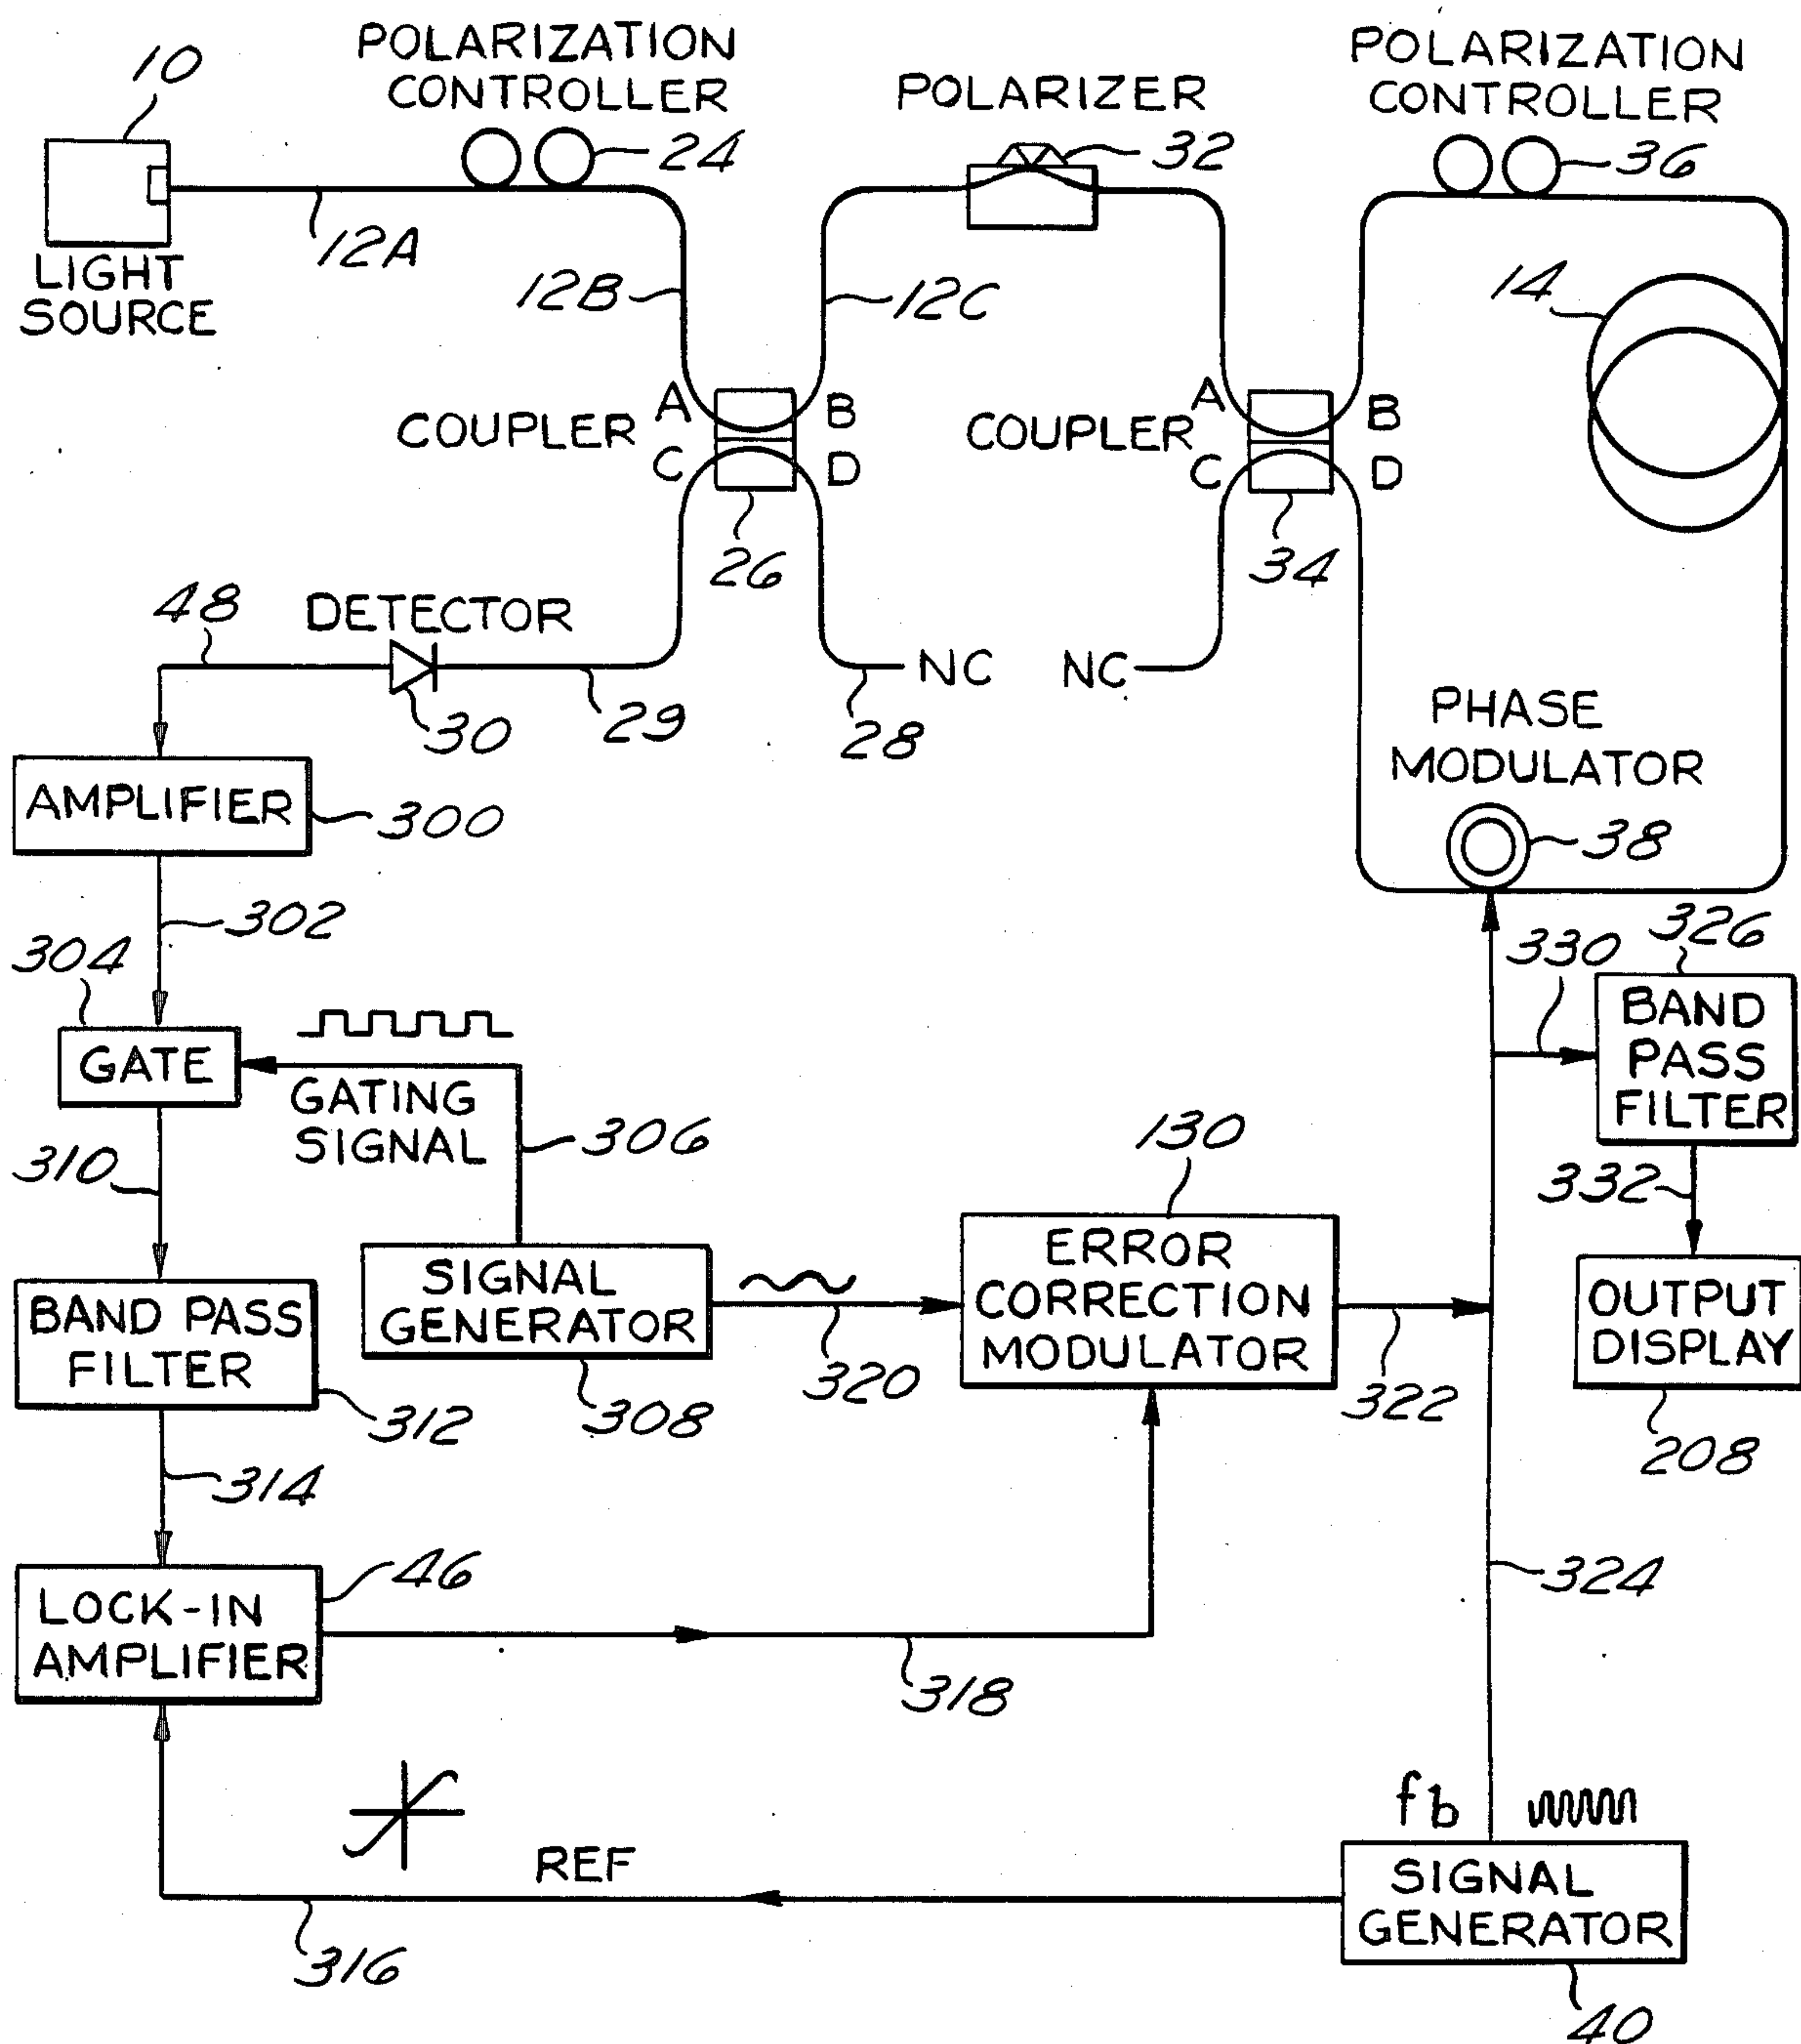 10
POLARIZATION
CONTROLLER
24
POLARIZER
32
POLARIZATION
CONTROLLER
36
12A
LIGHT
SOURCE
12B
12C
14
COUPLER
A
B
C
D
26
COUPLER
A
B
C
D
34
48
DETECTOR
30
29
28
NC
NC
PHASE
MODULATOR
38
AMPLIFIER
300
302
304
GATE
GATING
SIGNAL
306
330
326
BAND
PASS
FILTER
332
310
130
SIGNAL
GENERATOR
308
320
ERROR
CORRECTION
MODULATOR
322
OUTPUT
DISPLAY
208
BAND PASS
FILTER
312
314
46
LOCK-IN
AMPLIFIER
318
324
fb
REF
316
SIGNAL
GENERATOR
40